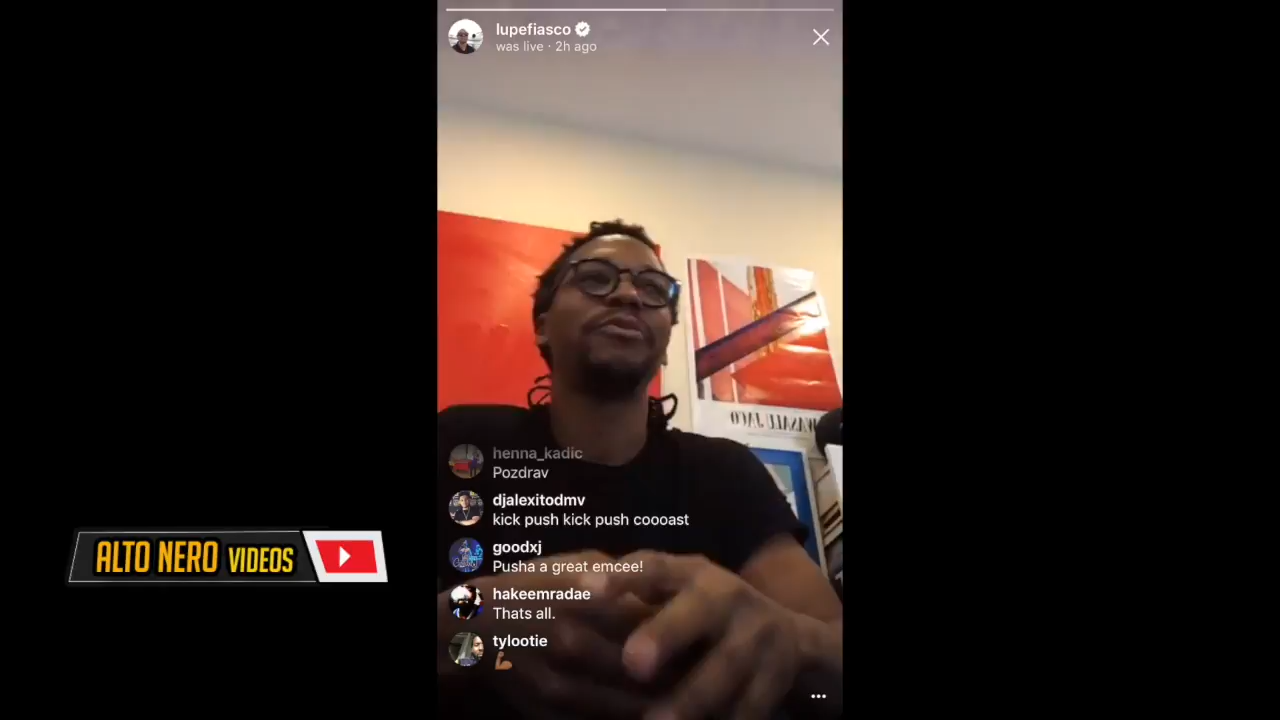 lupefiasco
was live · 2h ago
henna_kadic
Pozdrav
djalexitodmv
kick push kick push coooast
goodxj
Pusha a great emcee!
hakeemradae
Thats all.
tylootie
ALTO NERO VIDEOS